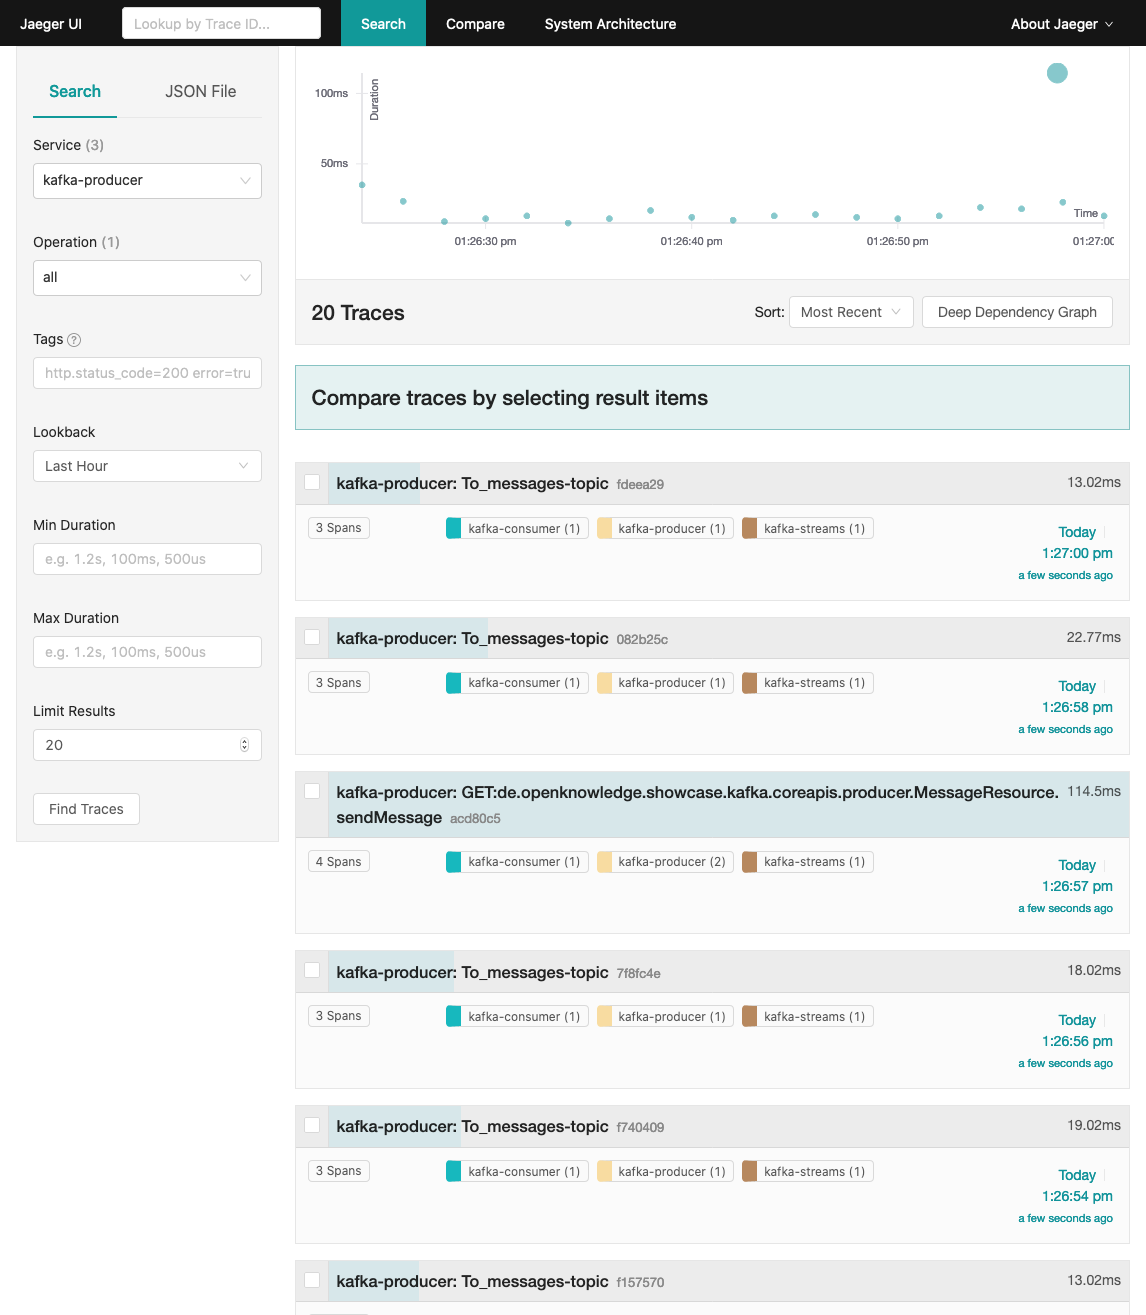 Jaeger UI
Lookup by Trace ID...
Search
Compare
System Architecture
About Jaeger
Search
JSON File
Service (3)
kafka-producer
Operation (1)
all
Tags ?
http.status_code=200 error=tru
Lookback
Last Hour
Min Duration
e.g. 1.2s, 100ms, 500us
Max Duration
e.g. 1.2s, 100ms, 500us
Limit Results
20
Find Traces
Duration
100ms
50ms
Time
01:26:30 pm
01:26:40 pm
01:26:50 pm
01:27:00
20 Traces
Sort:
Most Recent
Deep Dependency Graph
Compare traces by selecting result items
kafka-producer: To_messages-topic fdeea29
13.02ms
3 Spans
kafka-consumer (1)
kafka-producer (1)
kafka-streams (1)
Today
1:27:00 pm
a few seconds ago
kafka-producer: To_messages-topic 082b25c
22.77ms
3 Spans
kafka-consumer (1)
kafka-producer (1)
kafka-streams (1)
Today
1:26:58 pm
a few seconds ago
kafka-producer: GET:de.openknowledge.showcase.kafka.coreapis.producer.MessageResource.
sendMessage acd80c5
114.5ms
4 Spans
kafka-consumer (1)
kafka-producer (2)
kafka-streams (1)
Today
1:26:57 pm
a few seconds ago
kafka-producer: To_messages-topic 7f8fc4e
18.02ms
3 Spans
kafka-consumer (1)
kafka-producer (1)
kafka-streams (1)
Today
1:26:56 pm
a few seconds ago
kafka-producer: To_messages-topic f740409
19.02ms
3 Spans
kafka-consumer (1)
kafka-producer (1)
kafka-streams (1)
Today
1:26:54 pm
a few seconds ago
kafka-producer: To_messages-topic f157570
13.02ms